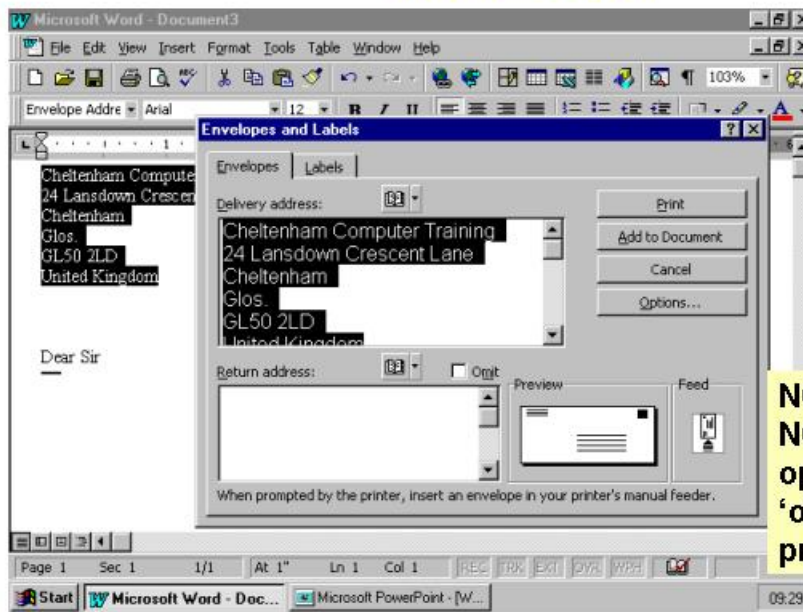 Microsoft Word - Document3
File Edit View Insert Format Tools Table Window Help
103%
Envelope Addre Arial 12 B I U A
Envelopes and Labels
Envelopes Labels
Delivery address:
Cheltenham Computer Training
24 Lansdown Crescent Lane
Cheltenham
Glos.
GL50 2LD
United Kingdom
Print
Add to Document
Cancel
Options...
Return address:
Omit
Preview
Feed
When prompted by the printer, insert an envelope in your printer's manual feeder.
Cheltenham Compute
24 Lansdown Crescen
Cheltenham
Glos.
GL50 2LD
United Kingdom
Dear Sir
Page 1 Sec 1 1/1 At 1" Ln 1 Col 1 REC TRK EXT OVR WPH
Start Microsoft Word - Doc... Microsoft PowerPoint - [W... 09:29